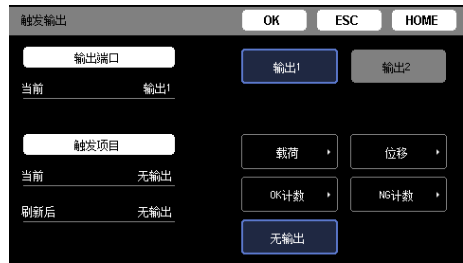 触发输出 OK ESC HOME
输出端口 输出1 输出2
当前 输出1
触发项目 载荷 位移
当前 无输出
OK计数 NG计数
刷新后 无输出
无输出